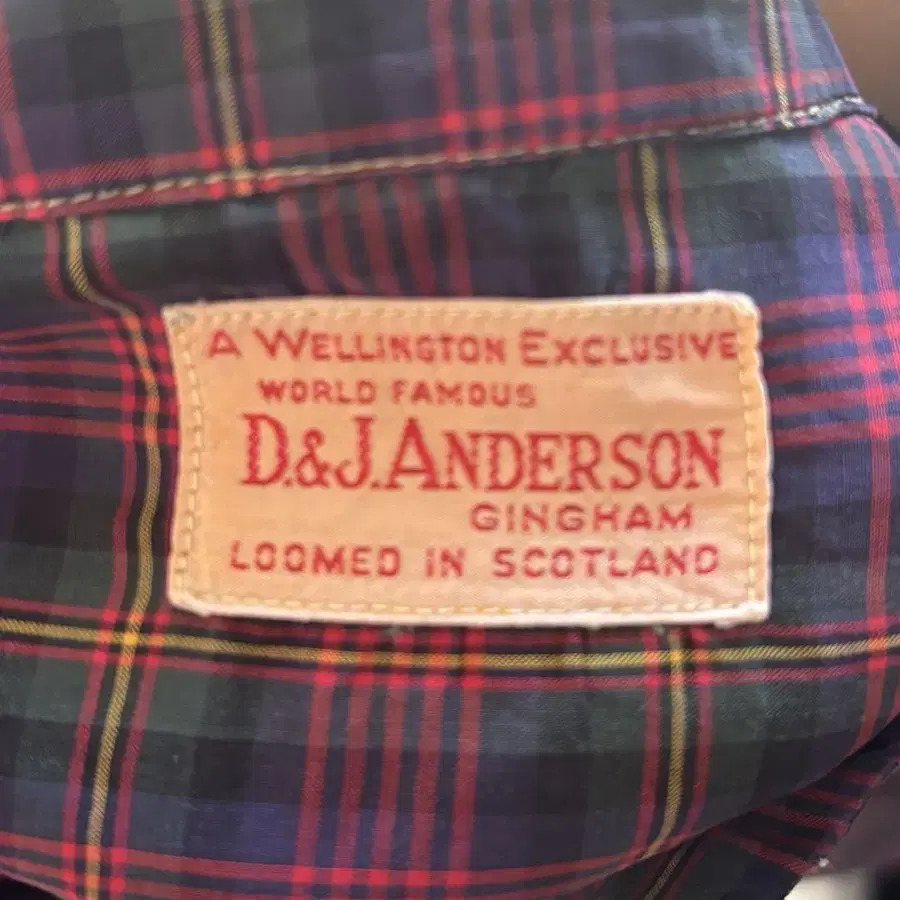 A WELLINGTON EXCLUSIVE
WORLD FAMOUS
D.&J.ANDERSON
GINGHAM
LOOMED IN SCOTLAND